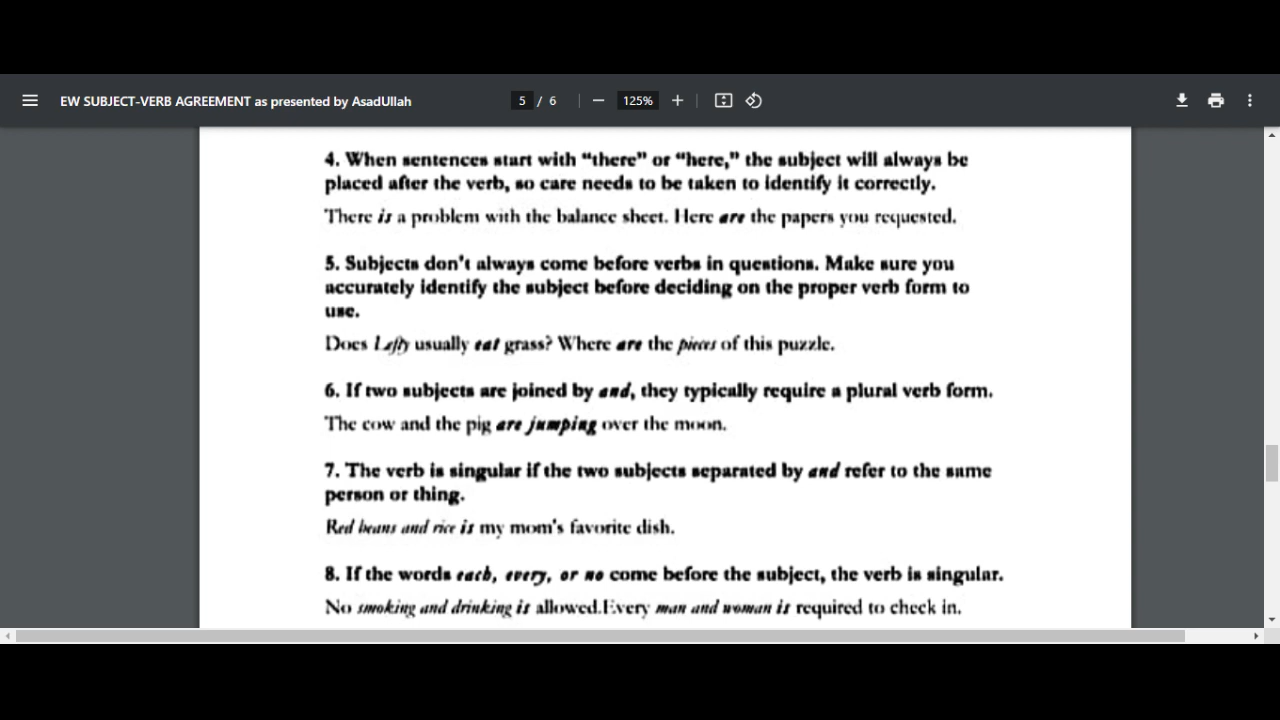 EW SUBJECT-VERB AGREEMENT as presented by AsadUllah
5 / 6
125%
4. When sentences start with “there” or “here,” the subject will always be
placed after the verb, so care needs to be taken to identify it correctly.
There is a problem with the balance sheet. Here are the papers you requested.
5. Subjects don't always come before verbs in questions. Make sure you
accurately identify the subject before deciding on the proper verb form to
use.
Does Lefty usually eat grass? Where are the pieces of this puzzle.
6. If two subjects are joined by and, they typically require a plural verb form.
The cow and the pig are jumping over the moon.
7. The verb is singular if the two subjects separated by and refer to the same
person or thing.
Red beans and rice is my mom's favorite dish.
8. If the words each, every, or no come before the subject, the verb is singular.
No smoking and drinking is allowed.Every man and woman is required to check in.